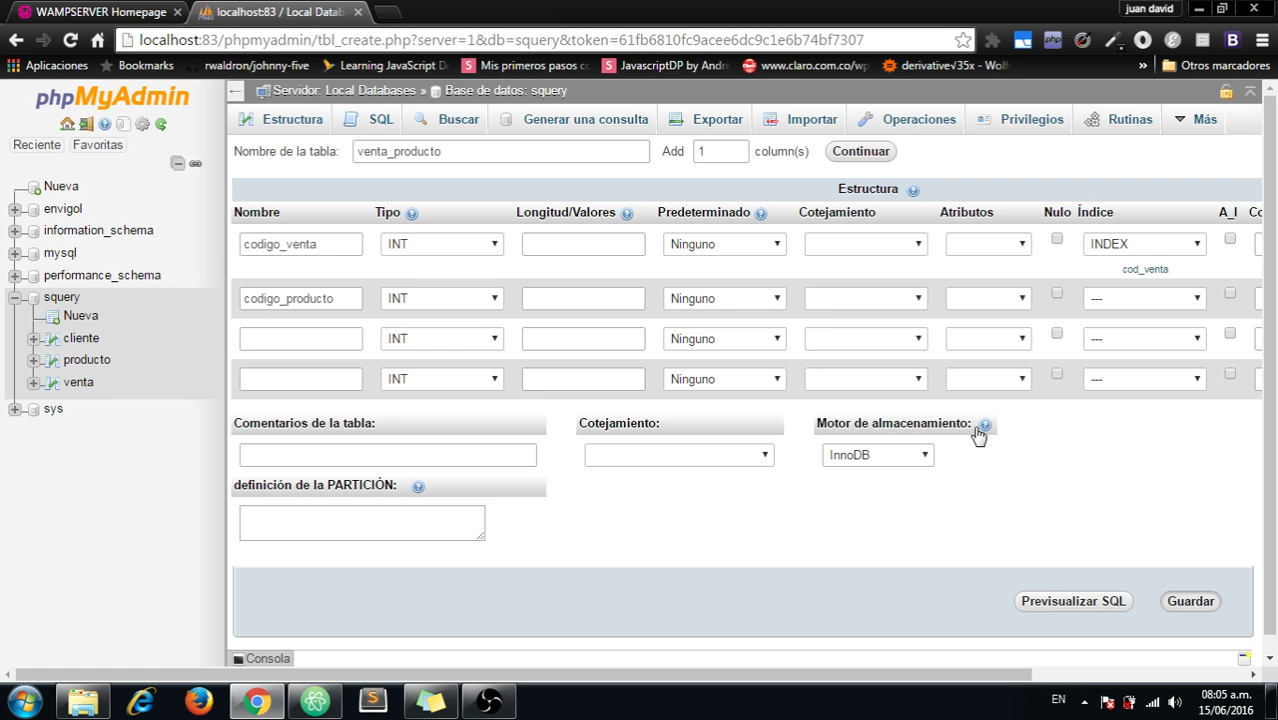 WAMPSERVER Homepage
localhost:83 / Local Datab
juan david
localhost:83/phpmyadmin/tbl_create.php?server=1&db=squery&token=61fb6810fc9acee6dc9c1e6b74bf7307
Aplicaciones
Bookmarks
rwaldron/johnny-five
Learning JavaScript D
Mis primeros pasos c
JavascriptDP by Andr
www.claro.com.co/wp
derivative√35x - Wol
»
Otros marcadores
phpMyAdmin
Reciente
Favoritas
Nueva
envigol
information_schema
mysql
performance_schema
squery
Nueva
cliente
producto
venta
sys
Servidor: Local Databases » Base de datos: squery
Estructura
SQL
Buscar
Generar una consulta
Exportar
Importar
Operaciones
Privilegios
Rutinas
Más
Nombre de la tabla: venta_producto Add 1 column(s) Continuar
Estructura
Nombre Tipo Longitud/Valores Predeterminado Cotejamiento Atributos Nulo Índice A_I Co
codigo_venta INT Ninguno INDEX
cod_venta
codigo_producto INT Ninguno ---
INT Ninguno ---
INT Ninguno ---
Comentarios de la tabla: Cotejamiento: Motor de almacenamiento:
InnoDB
definición de la PARTICIÓN:
Previsualizar SQL Guardar
Consola
EN
08:05 a.m.
15/06/2016